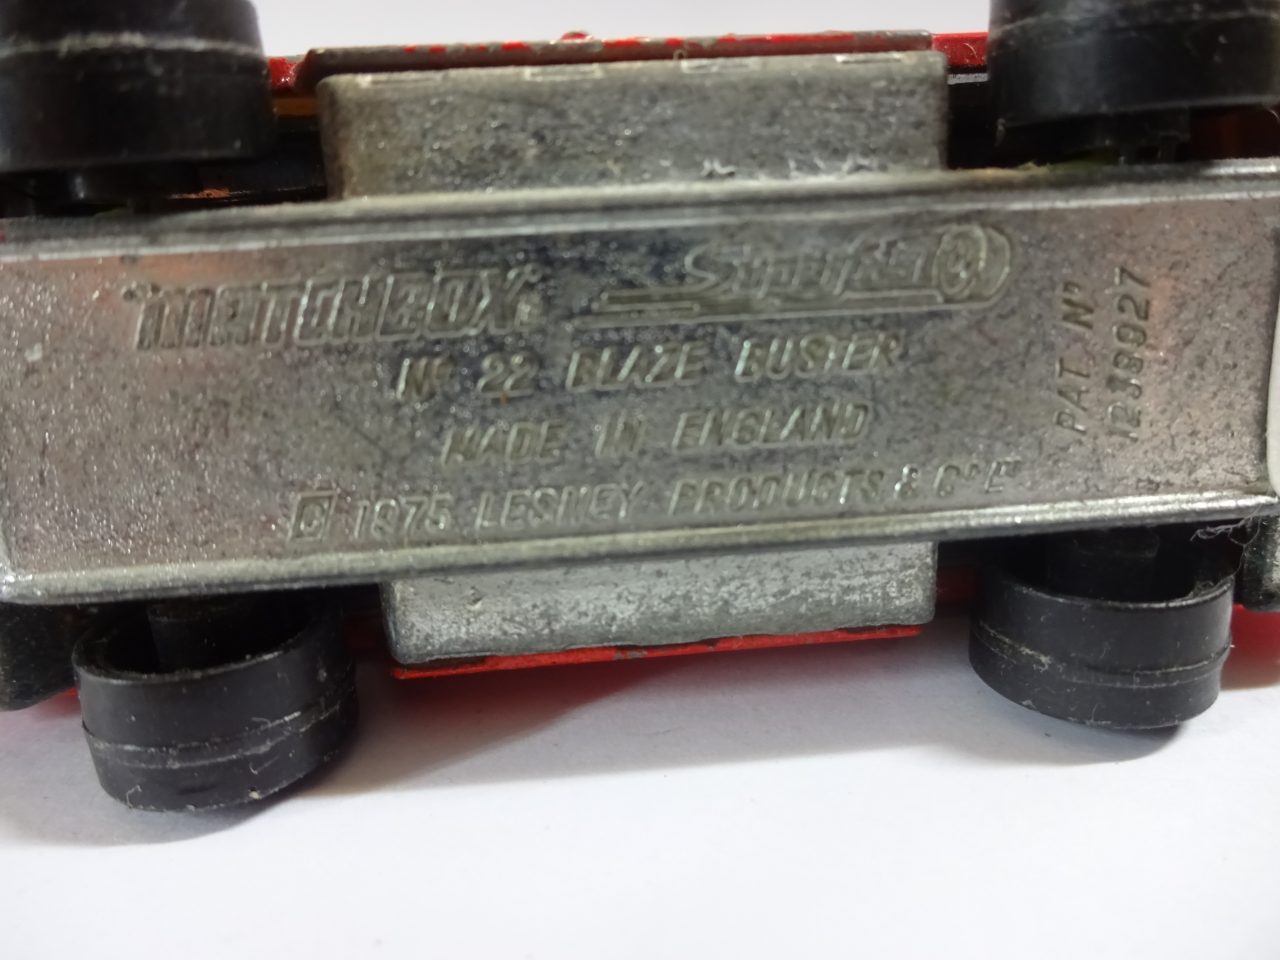 "MATCHBOX" Superfast
Nº 22 BLAZE BUSTER
MADE IN ENGLAND
© 1975 LESNEY PRODUCTS & Cº Lᵀᴰ
PAT. Nº
1238927